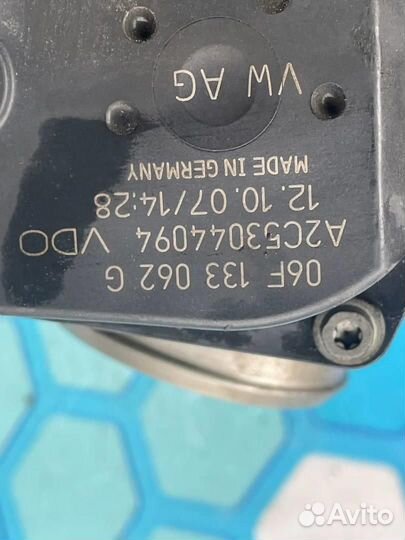 06F 133 062 G
A2C53044094 VDO
12.10.07/14:28
MADE IN GERMANY
VW AG
Avito